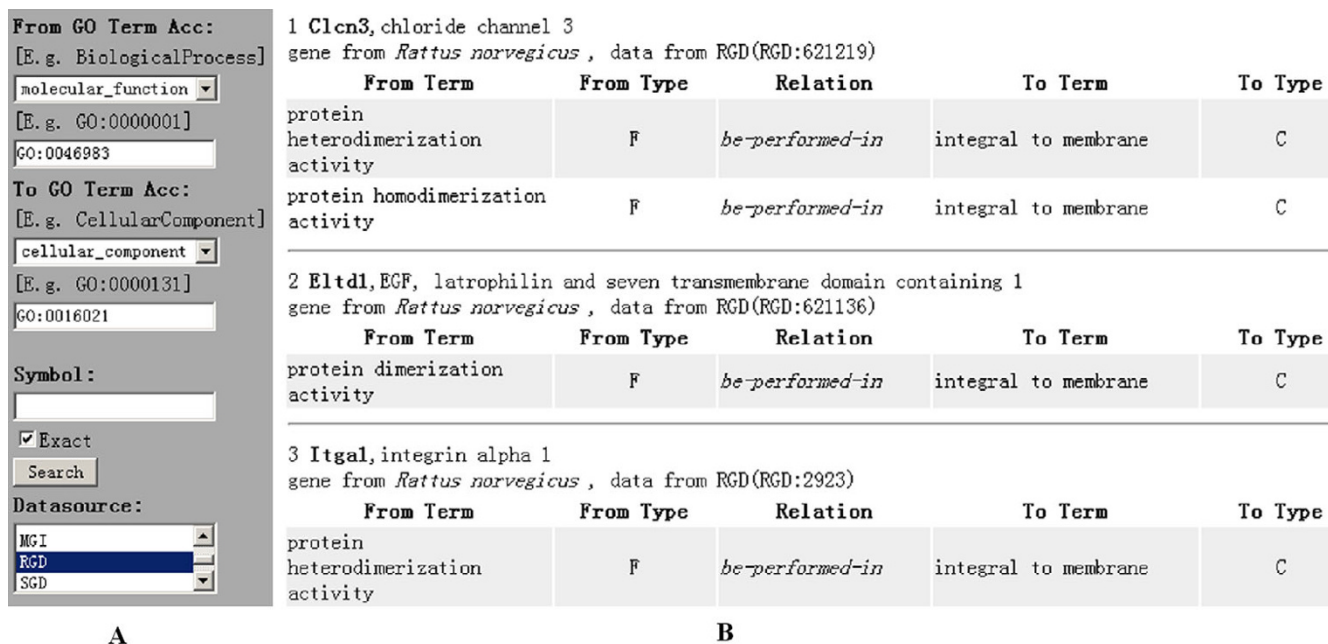 From GO Term Acc:
[E.g. BiologicalProcess]
molecular_function
[E.g. GO:0000001]
GO:0046983
To GO Term Acc:
[E.g. CellularComponent]
cellular_component
[E.g. GO:0000131]
GO:0016021
Symbol:
Exact
Search
Datasource:
MGI
RGD
SGD
A
1 Clcn3, chloride channel 3
gene from Rattus norvegicus , data from RGD(RGD:621219)
From Term From Type Relation To Term To Type
protein
heterodimerization F be-performed-in integral to membrane C
activity
protein homodimerization F be-performed-in integral to membrane C
activity
2 Eltd1, EGF, latrophilin and seven transmembrane domain containing 1
gene from Rattus norvegicus , data from RGD(RGD:621136)
From Term From Type Relation To Term To Type
protein dimerization F be-performed-in integral to membrane C
activity
3 Itga1, integrin alpha 1
gene from Rattus norvegicus , data from RGD(RGD:2923)
From Term From Type Relation To Term To Type
protein
heterodimerization F be-performed-in integral to membrane C
activity
B